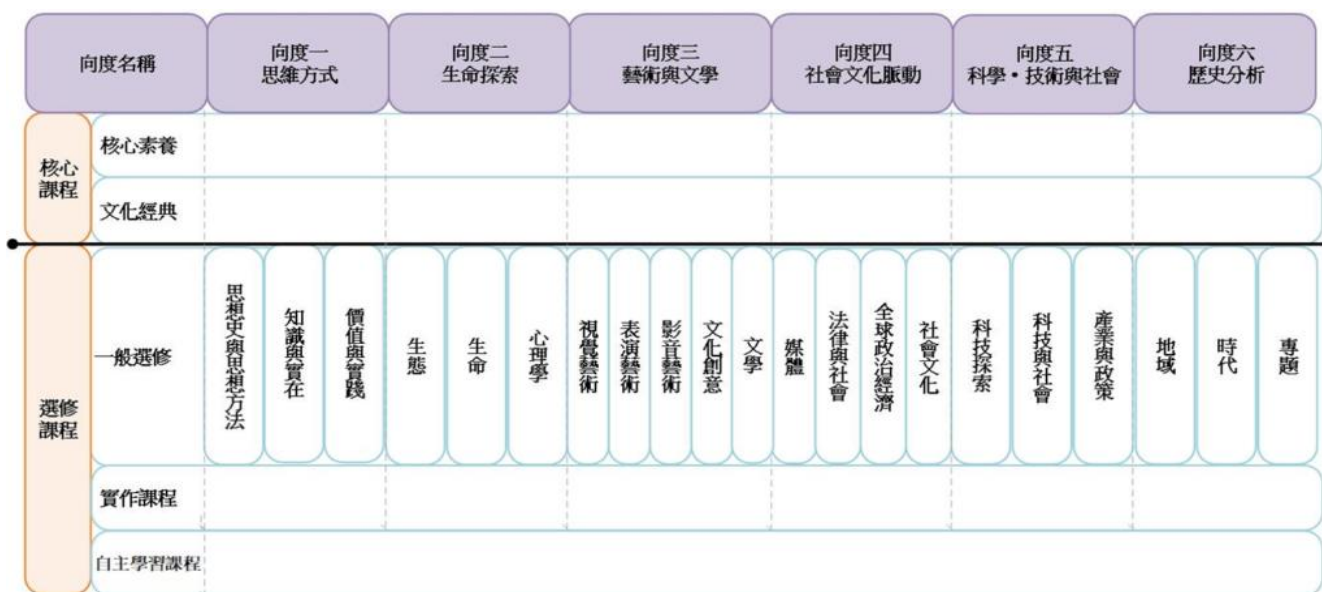 向度名稱
向度一
思維方式
向度二
生命探索
向度三
藝術與文學
向度四
社會文化脈動
向度五
科學・技術與社會
向度六
歷史分析
核心
課程
核心素養
文化經典
選修
課程
一般選修
思想史與思想方法
知識與實在
價值與實踐
生態
生命
心理學
視覺藝術
表演藝術
影音藝術
文化創意
文學
媒體
法律與社會
全球政治經濟
社會文化
科技探索
科技與社會
產業與政策
地域
時代
專題
實作課程
自主學習課程